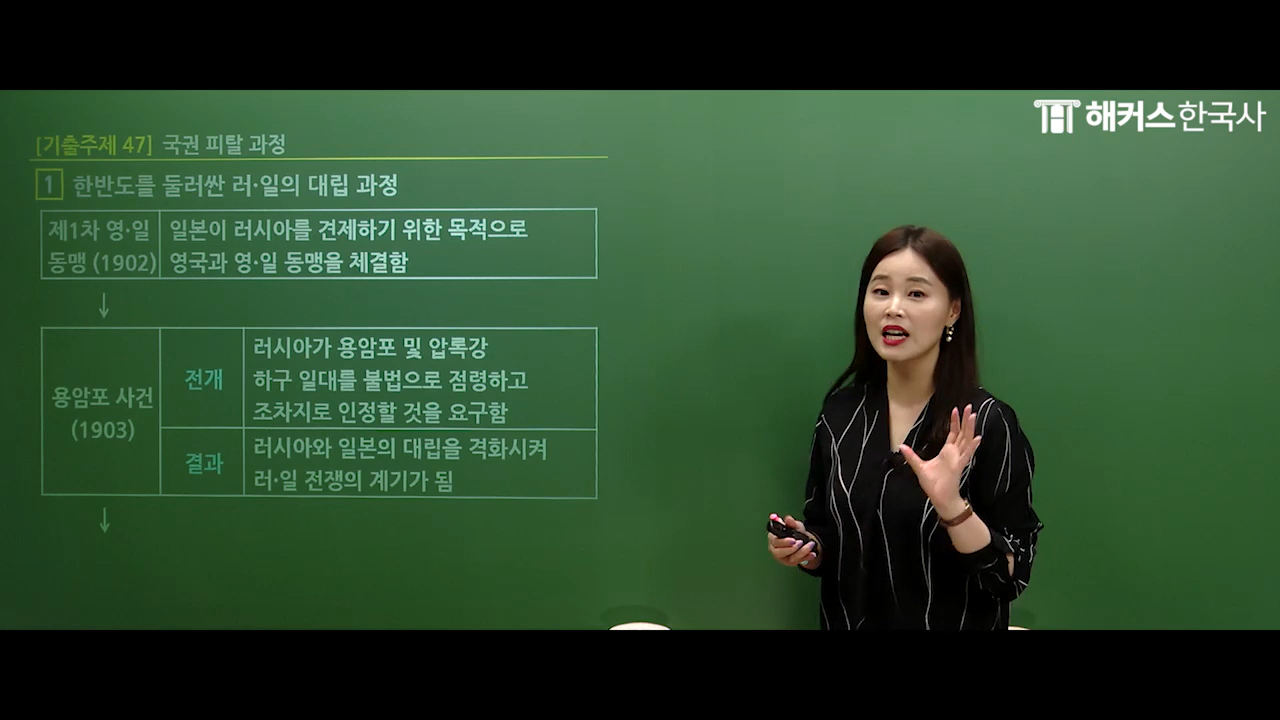 해커스한국사
[기출주제 47] 국권 피탈 과정
1 한반도를 둘러싼 러·일의 대립 과정
제1차 영·일
동맹 (1902)
일본이 러시아를 견제하기 위한 목적으로
영국과 영·일 동맹을 체결함
↓
용암포 사건
(1903)
전개
러시아가 용암포 및 압록강
하구 일대를 불법으로 점령하고
조차지로 인정할 것을 요구함
결과
러시아와 일본의 대립을 격화시켜
러·일 전쟁의 계기가 됨
↓